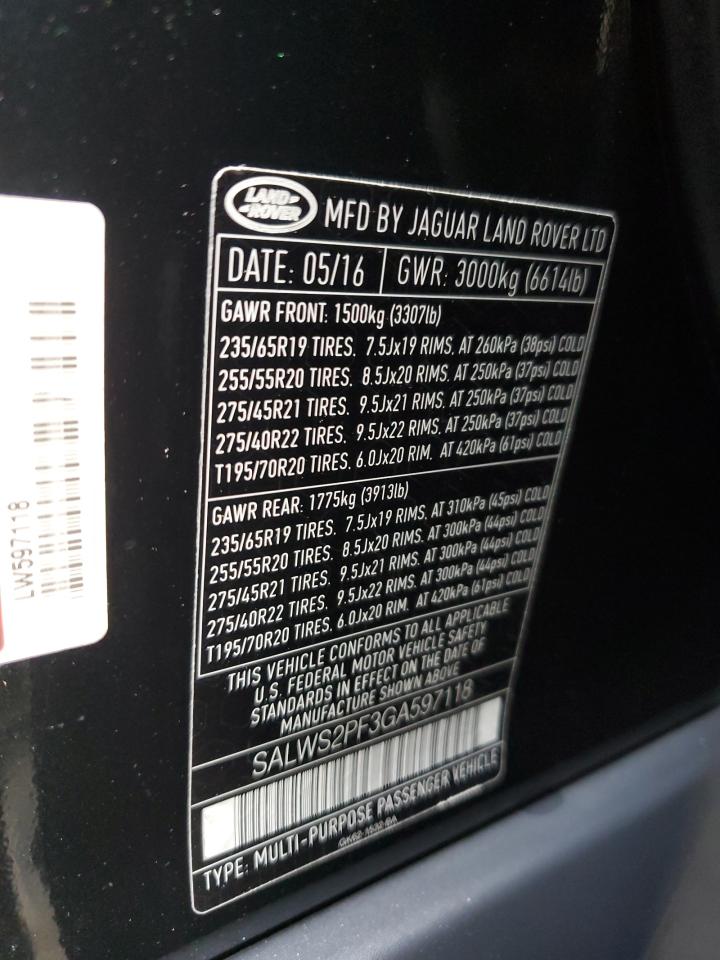 LAND
ROVER
MFD BY JAGUAR LAND ROVER LTD
DATE: 05/16 GWR: 3000kg (6614lb)
GAWR FRONT: 1500kg (3307lb)
235/65R19 TIRES. 7.5Jx19 RIMS, AT 260kPa (38psi) COLD
255/55R20 TIRES. 8.5Jx20 RIMS, AT 250kPa (37psi) COLD
275/45R21 TIRES. 9.5Jx21 RIMS, AT 250kPa (37psi) COLD
275/40R22 TIRES. 9.5Jx22 RIMS, AT 250kPa (37psi) COLD
T195/70R20 TIRES. 6.0Jx20 RIM. AT 420kPa (61psi) COLD
GAWR REAR: 1775kg (3913lb)
235/65R19 TIRES. 7.5Jx19 RIMS, AT 310kPa (45psi) COLD
255/55R20 TIRES. 8.5Jx20 RIMS, AT 300kPa (44psi) COLD
275/45R21 TIRES. 9.5Jx21 RIMS, AT 300kPa (44psi) COLD
275/40R22 TIRES. 9.5Jx22 RIMS, AT 300kPa (44psi) COLD
T195/70R20 TIRES. 6.0Jx20 RIM. AT 420kPa (61psi) COLD
THIS VEHICLE CONFORMS TO ALL APPLICABLE
U.S. FEDERAL MOTOR VEHICLE SAFETY
STANDARDS IN EFFECT ON THE DATE OF
MANUFACTURE SHOWN ABOVE
SALWS2PF3GA597118
TYPE: MULTI-PURPOSE PASSENGER VEHICLE
LW597118